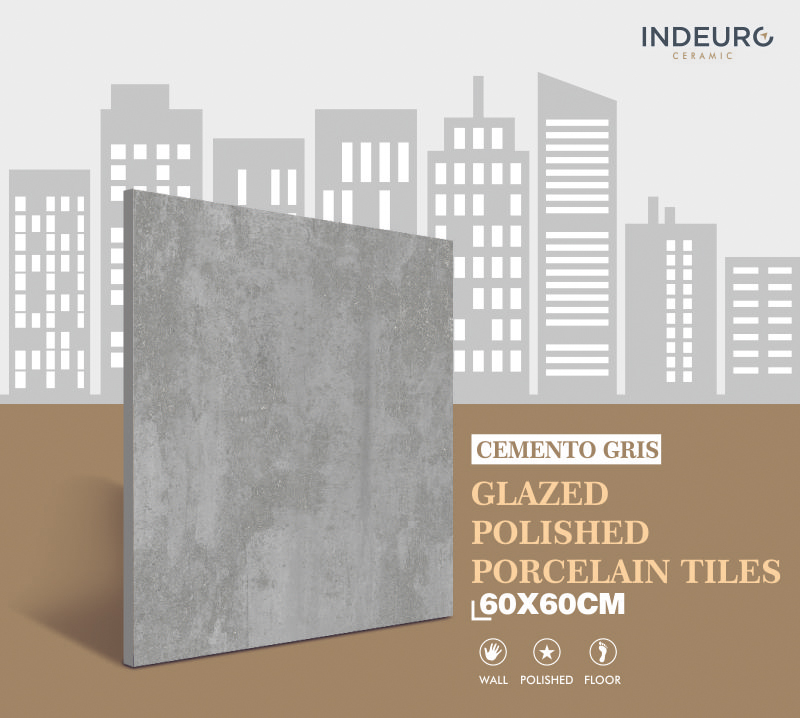 INDEURO
CERAMIC
CEMENTO GRIS
GLAZED
POLISHED
PORCELAIN TILES
60X60CM
WALL POLISHED FLOOR